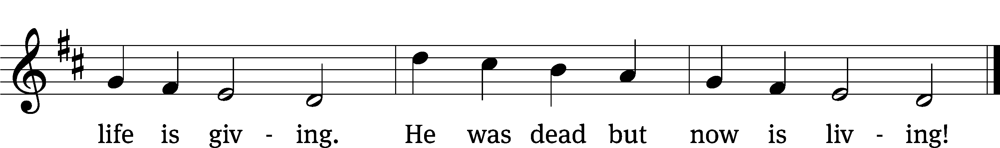 life is giv - ing. He was dead but now is liv - ing!